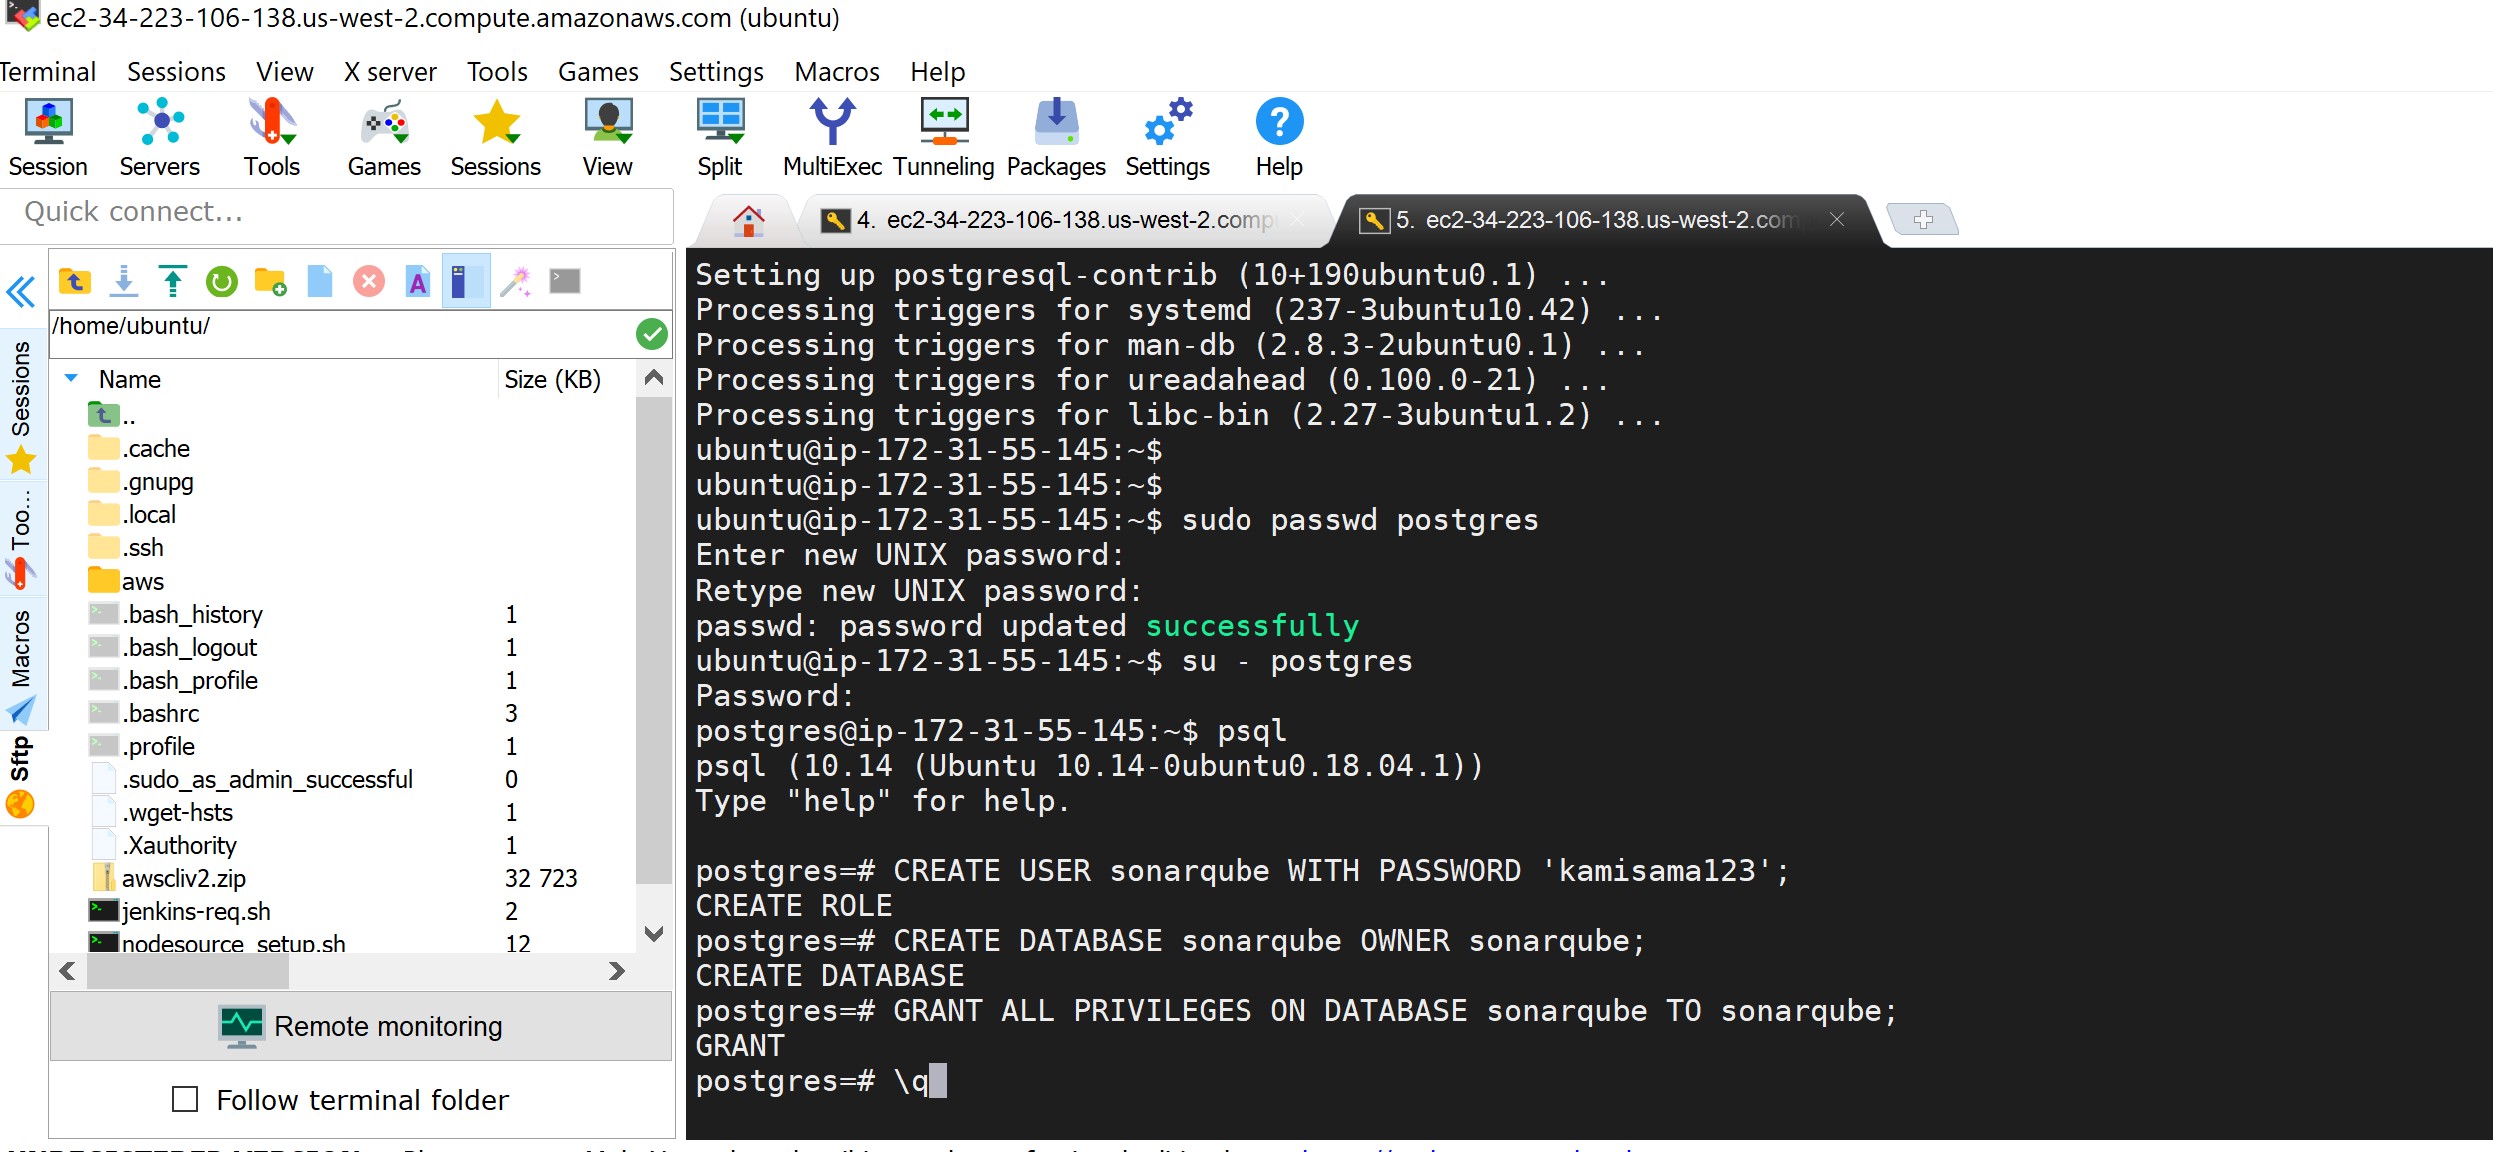 ec2-34-223-106-138.us-west-2.compute.amazonaws.com (ubuntu)
Terminal Sessions View X server Tools Games Settings Macros Help
Session Servers Tools Games Sessions View Split MultiExec Tunneling Packages Settings Help
Quick connect...
4. ec2-34-223-106-138.us-west-2.comp
5. ec2-34-223-106-138.us-west-2.com
/home/ubuntu/
Name Size (KB)
..
.cache
.gnupg
.local
.ssh
aws
.bash_history 1
.bash_logout 1
.bash_profile 1
.bashrc 3
.profile 1
.sudo_as_admin_successful 0
.wget-hsts 1
.Xauthority 1
awscliv2.zip 32 723
jenkins-req.sh 2
nodesource_setup.sh 12
Remote monitoring
Follow terminal folder
Sessions
Too...
Macros
Sftp
Setting up postgresql-contrib (10+190ubuntu0.1) ...
Processing triggers for systemd (237-3ubuntu10.42) ...
Processing triggers for man-db (2.8.3-2ubuntu0.1) ...
Processing triggers for ureadahead (0.100.0-21) ...
Processing triggers for libc-bin (2.27-3ubuntu1.2) ...
ubuntu@ip-172-31-55-145:~$
ubuntu@ip-172-31-55-145:~$
ubuntu@ip-172-31-55-145:~$ sudo passwd postgres
Enter new UNIX password:
Retype new UNIX password:
passwd: password updated successfully
ubuntu@ip-172-31-55-145:~$ su - postgres
Password:
postgres@ip-172-31-55-145:~$ psql
psql (10.14 (Ubuntu 10.14-0ubuntu0.18.04.1))
Type "help" for help.
postgres=# CREATE USER sonarqube WITH PASSWORD 'kamisama123';
CREATE ROLE
postgres=# CREATE DATABASE sonarqube OWNER sonarqube;
CREATE DATABASE
postgres=# GRANT ALL PRIVILEGES ON DATABASE sonarqube TO sonarqube;
GRANT
postgres=# \q